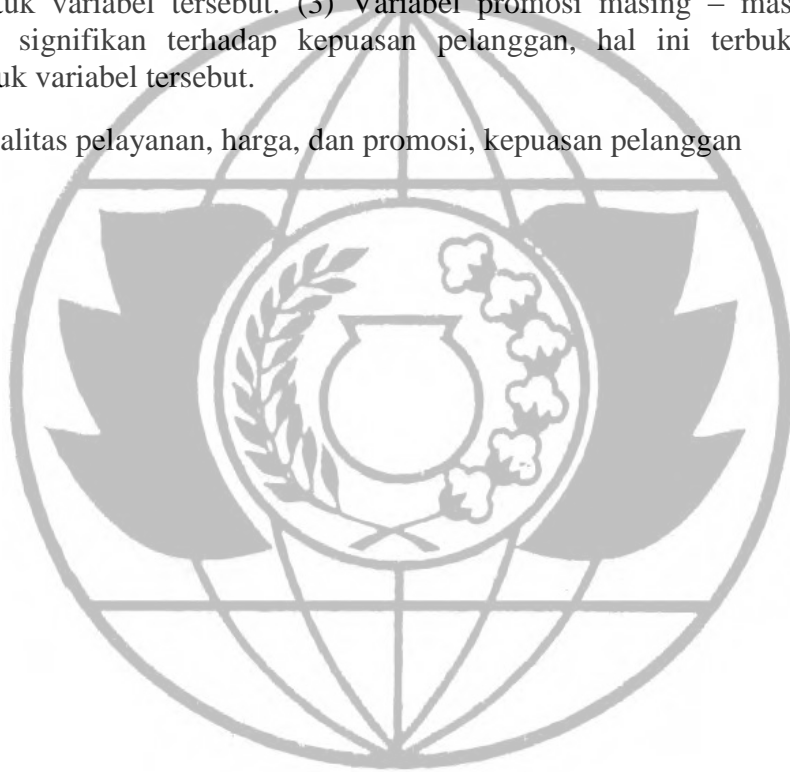 tuk variabel tersebut. (3) Variabel promosi masing – mas
signifikan terhadap kepuasan pelanggan, hal ini terbuk
uk variabel tersebut.
alitas pelayanan, harga, dan promosi, kepuasan pelanggan